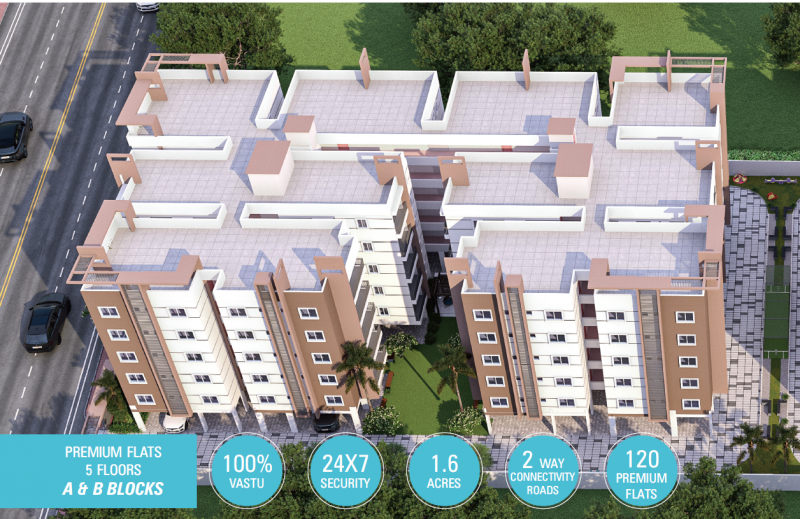 PREMIUM FLATS
5 FLOORS
A & B BLOCKS
100%
VASTU
24X7
SECURITY
1.6
ACRES
2 WAY
CONNECTIVITY
ROADS
120
PREMIUM
FLATS